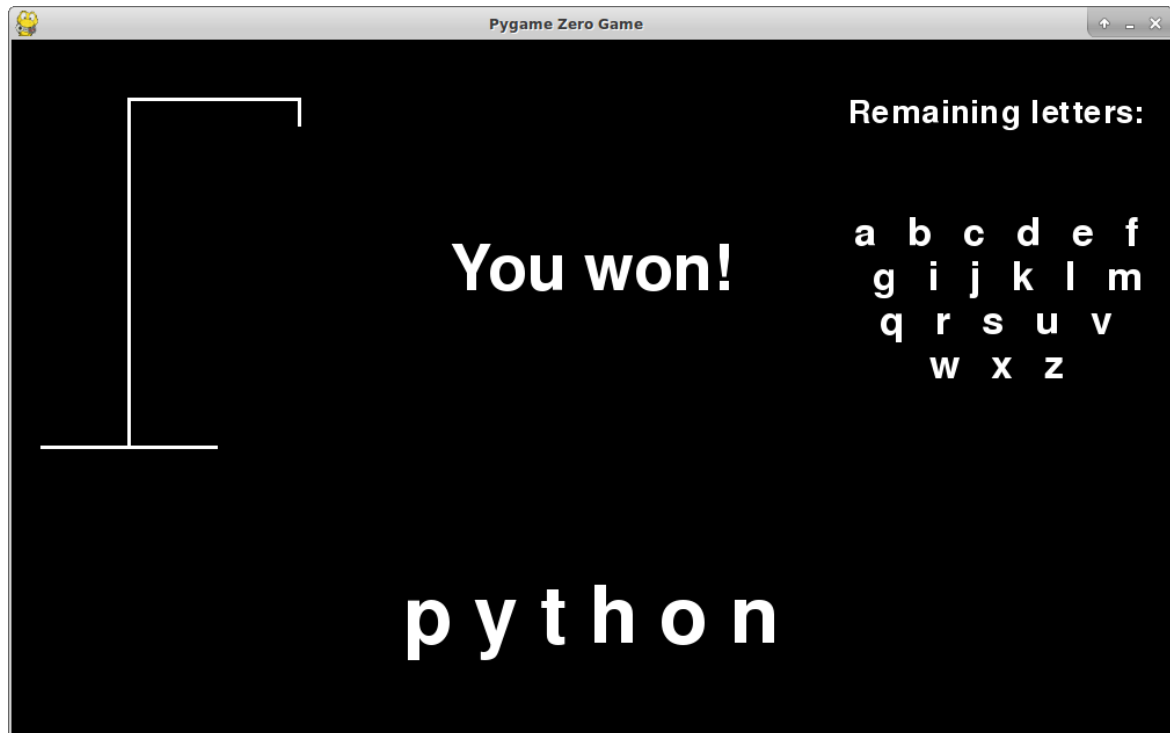 Pygame Zero Game
Remaining letters:
a b c d e f
g i j k l m
q r s u v
w x z
You won!
p y t h o n